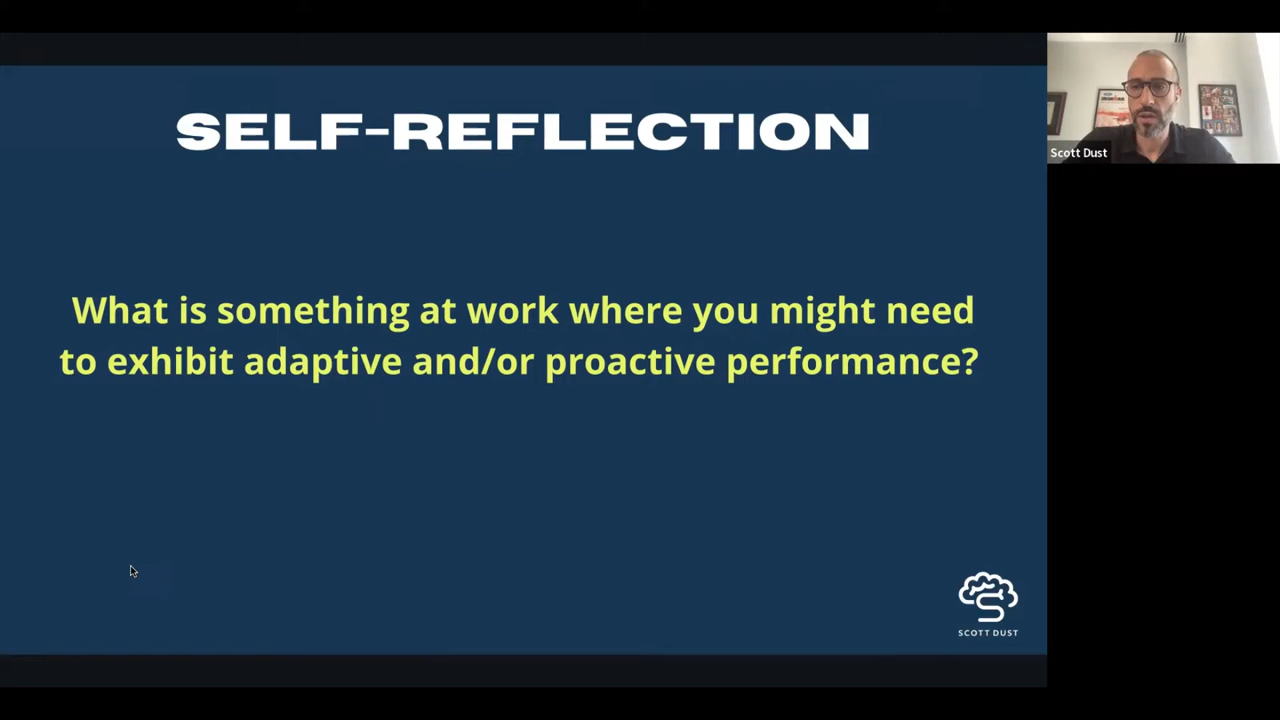 SELF-REFLECTION
What is something at work where you might need
to exhibit adaptive and/or proactive performance?
SCOTT DUST
Scott Dust